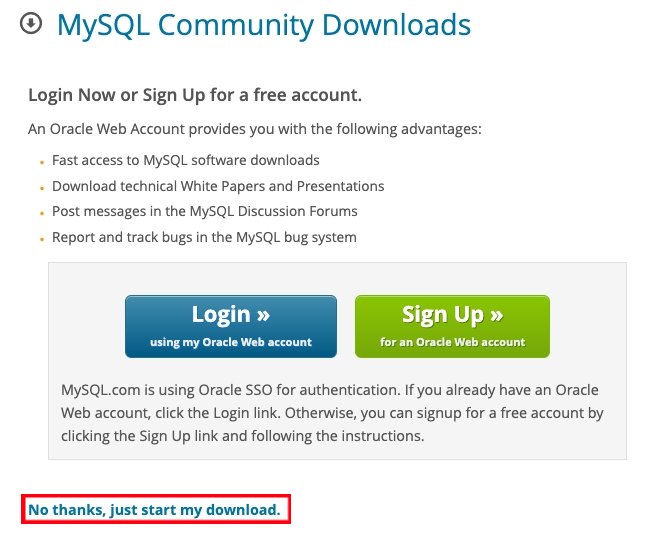 MySQL Community Downloads
Login Now or Sign Up for a free account.
An Oracle Web Account provides you with the following advantages:
Fast access to MySQL software downloads
Download technical White Papers and Presentations
Post messages in the MySQL Discussion Forums
Report and track bugs in the MySQL bug system
Login »
using my Oracle Web account
Sign Up »
for an Oracle Web account
MySQL.com is using Oracle SSO for authentication. If you already have an Oracle
Web account, click the Login link. Otherwise, you can signup for a free account by
clicking the Sign Up link and following the instructions.
No thanks, just start my download.